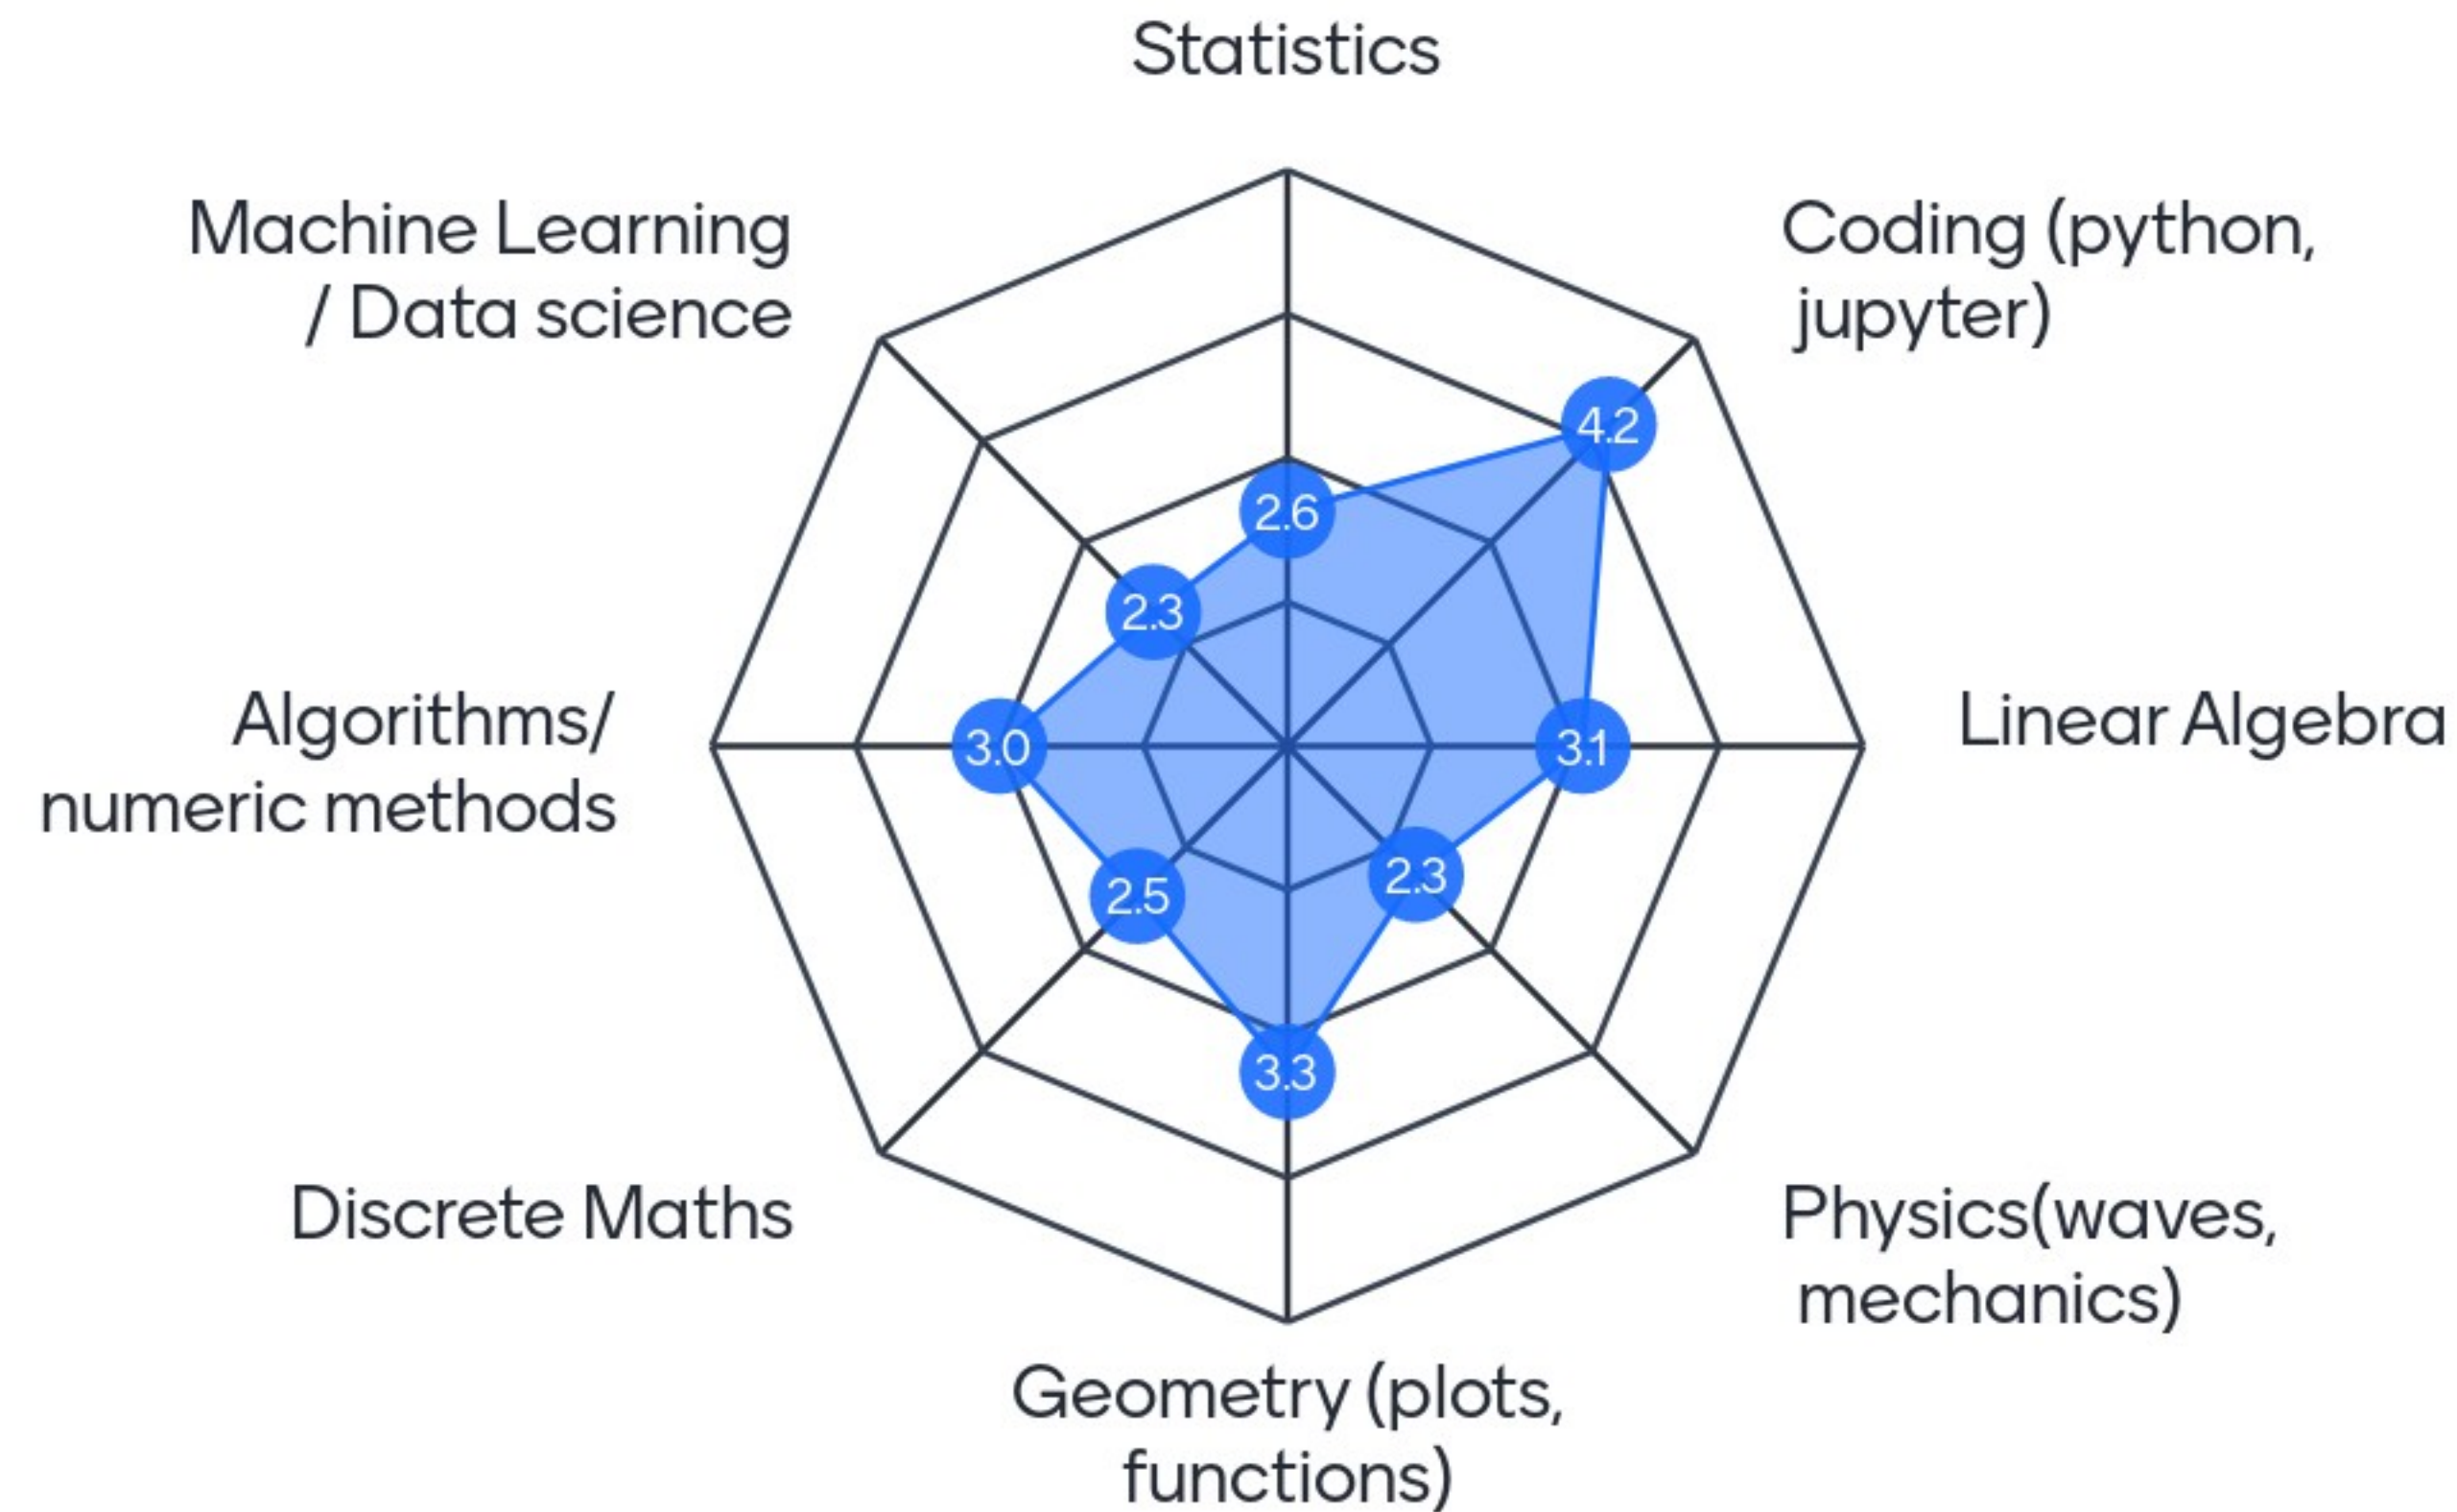 Statistics
Machine Learning
/ Data science
Coding (python,
jupyter)
4.2
2.6
2.3
Algorithms/
numeric methods
3.0
3.1
Linear Algebra
2.5
2.3
3.3
Discrete Maths
Physics(waves,
mechanics)
Geometry (plots,
functions)